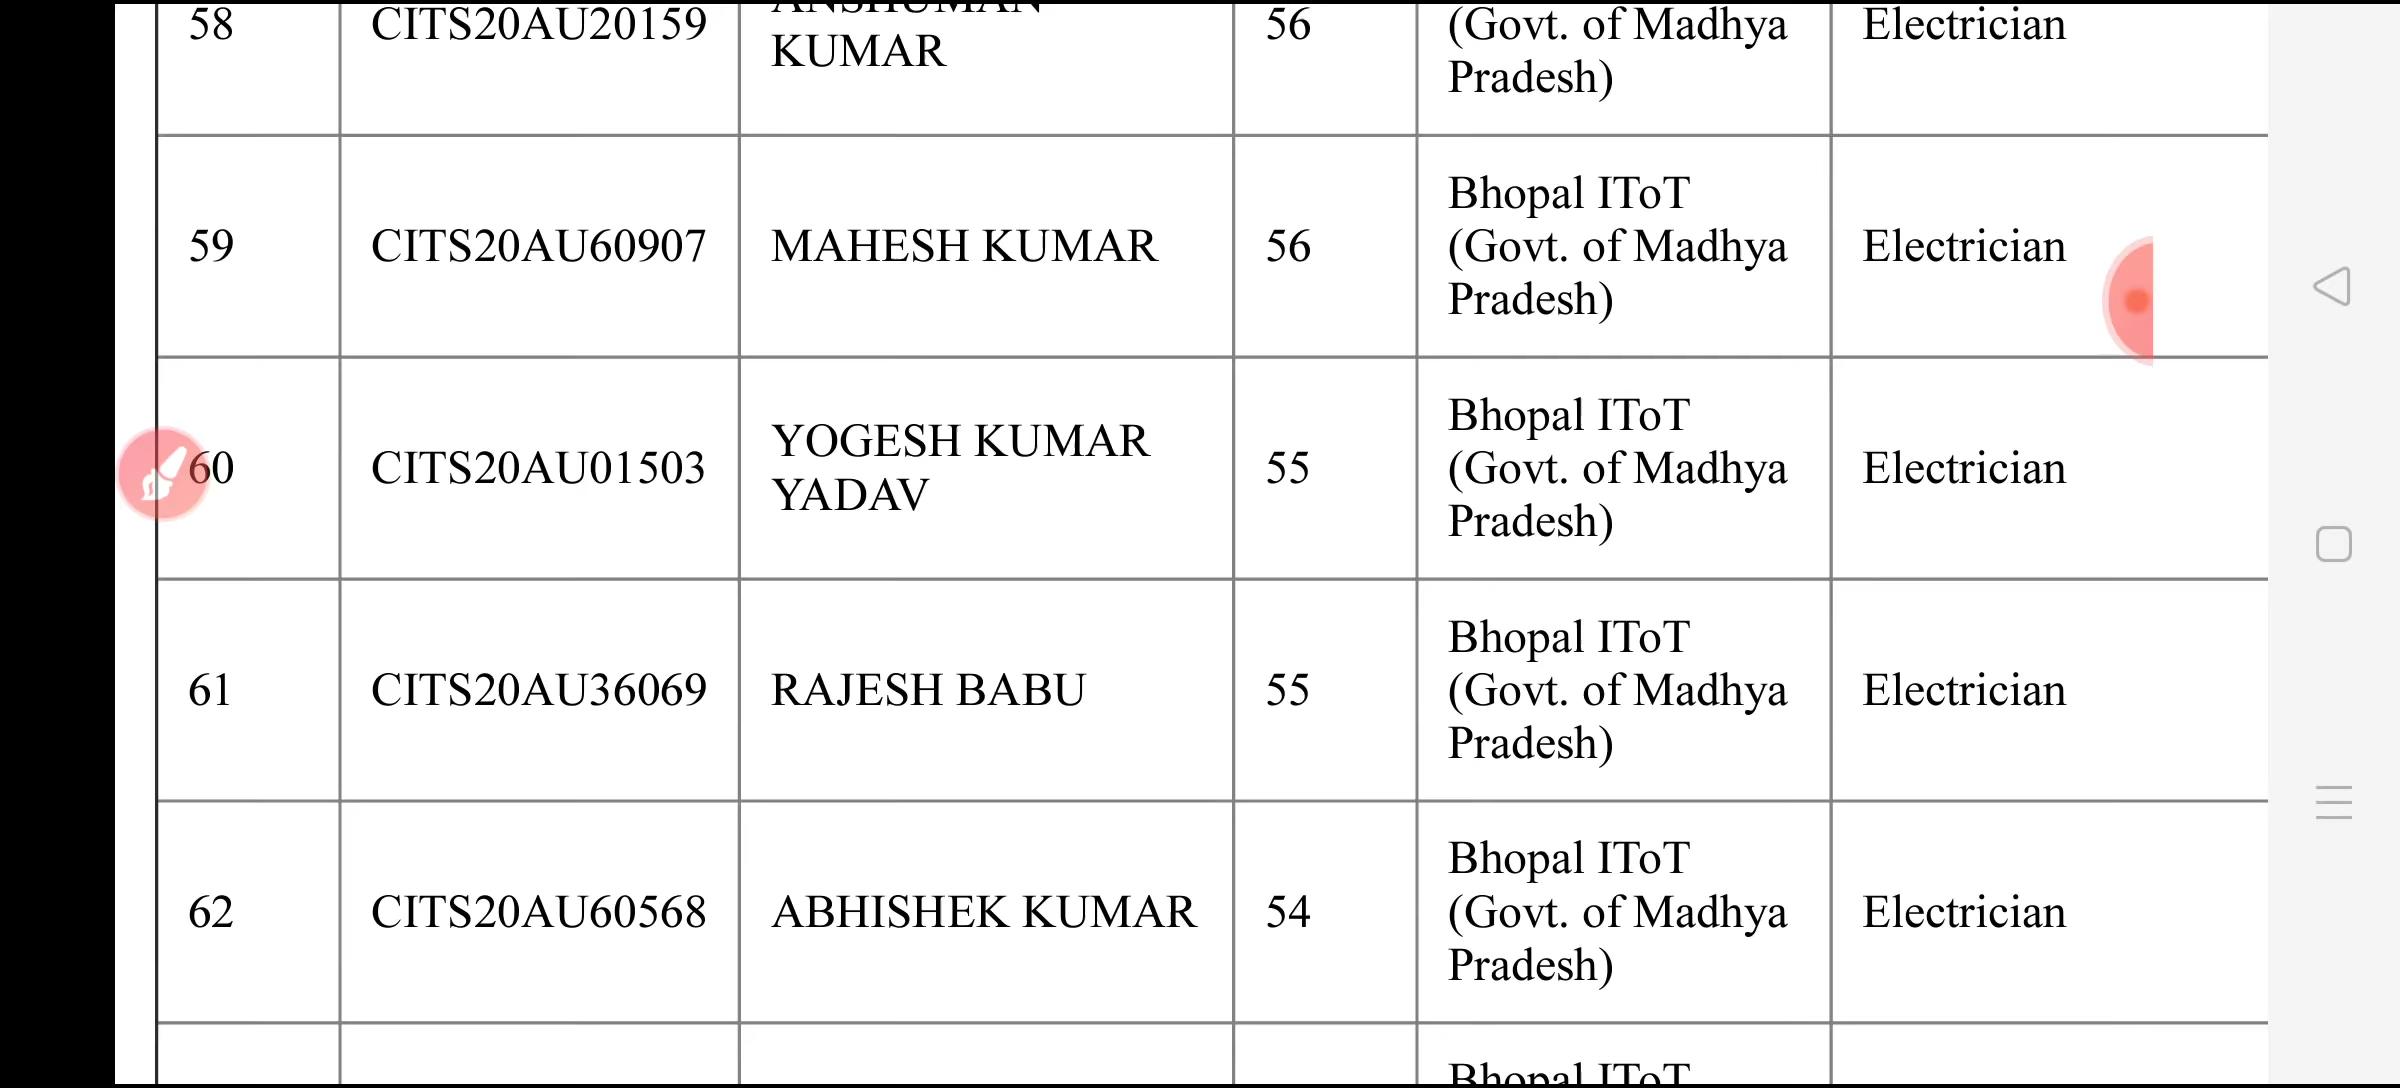 58 CITS20AU20159 ANSHUMAN KUMAR 56 (Govt. of Madhya Pradesh) Electrician
59 CITS20AU60907 MAHESH KUMAR 56 Bhopal IToT (Govt. of Madhya Pradesh) Electrician
60 CITS20AU01503 YOGESH KUMAR YADAV 55 Bhopal IToT (Govt. of Madhya Pradesh) Electrician
61 CITS20AU36069 RAJESH BABU 55 Bhopal IToT (Govt. of Madhya Pradesh) Electrician
62 CITS20AU60568 ABHISHEK KUMAR 54 Bhopal IToT (Govt. of Madhya Pradesh) Electrician
Bhopal IToT